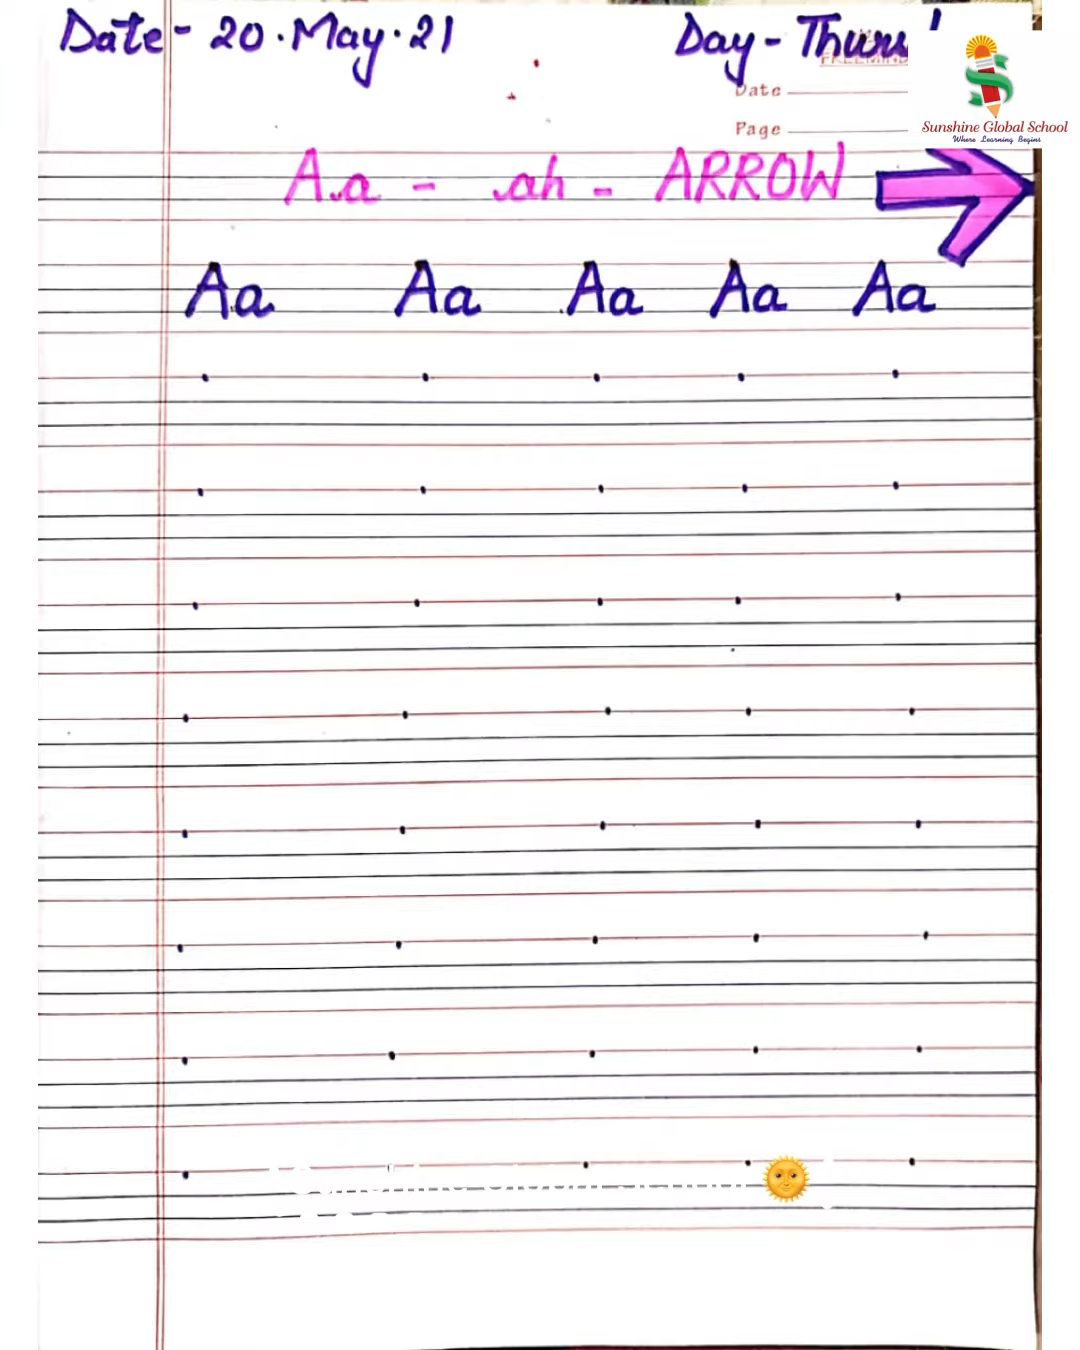 Date - 20 · May · 21
Day - Thurs
Date
Page
Sunshine Global School
Where Learning Begins
A a - ah - ARROW
Aa Aa Aa Aa Aa